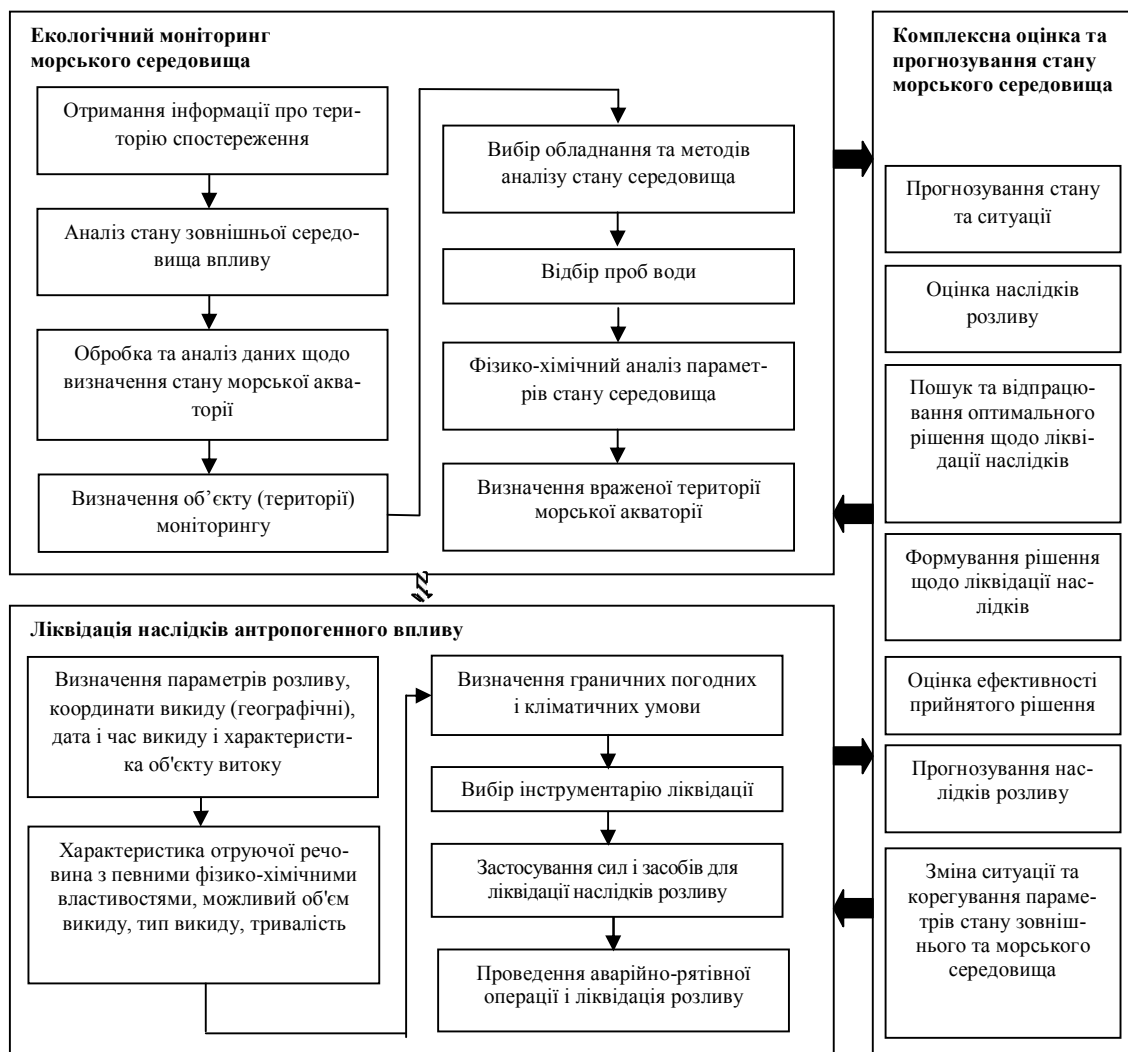 Екологічний моніторинг
морського середовища
Отримання інформації про тери-
торію спостереження
Аналіз стану зовнішньої середо-
вища впливу
Обробка та аналіз даних щодо
визначення стану морської аква-
торії
Визначення об’єкту (території)
моніторингу
Вибір обладнання та методів
аналізу стану середовища
Відбір проб води
Фізико-хімічний аналіз парамет-
рів стану середовища
Визначення враженої території
морської акваторії
Ліквідація наслідків антропогенного впливу
Визначення параметрів розливу,
координати викиду (географічні),
дата і час викиду і характеристи-
ка об'єкту витоку
Характеристика отруючої речо-
вина з певними фізико-хімічними
властивостями, можливий об'єм
викиду, тип викиду, тривалість
Визначення граничних погодних
і кліматичних умови
Вибір інструментарію ліквідації
Застосування сил і засобів для
ліквідації наслідків розливу
Проведення аварійно-рятівної
операції і ліквідація розливу
Комплексна оцінка та
прогнозування стану
морського середовища
Прогнозування стану
та ситуації
Оцінка наслідків
розливу
Пошук та відпрацю-
вання оптимального
рішення щодо лікві-
дації наслідків
Формування рішення
щодо ліквідації нас-
лідків
Оцінка ефективності
прийнятого рішення
Прогнозування нас-
лідків розливу
Зміна ситуації та
корегування параме-
трів стану зовніш-
нього та морського
середовища